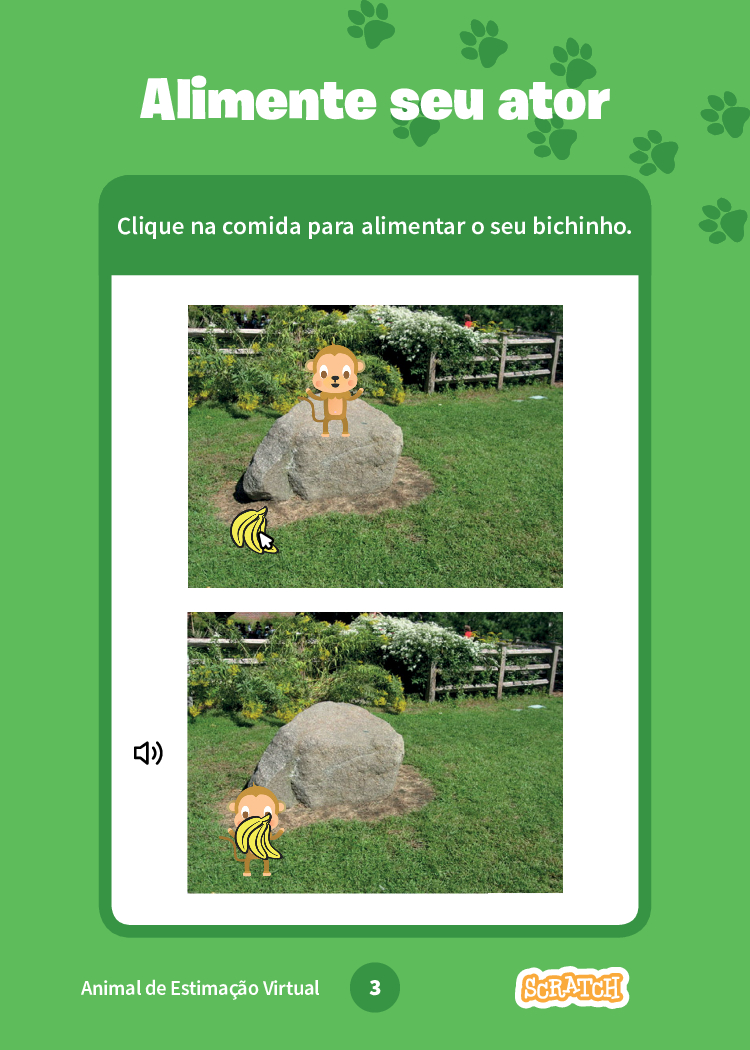 Alimente seu ator
Clique na comida para alimentar o seu bichinho.
Animal de Estimação Virtual
3
SCRATCH